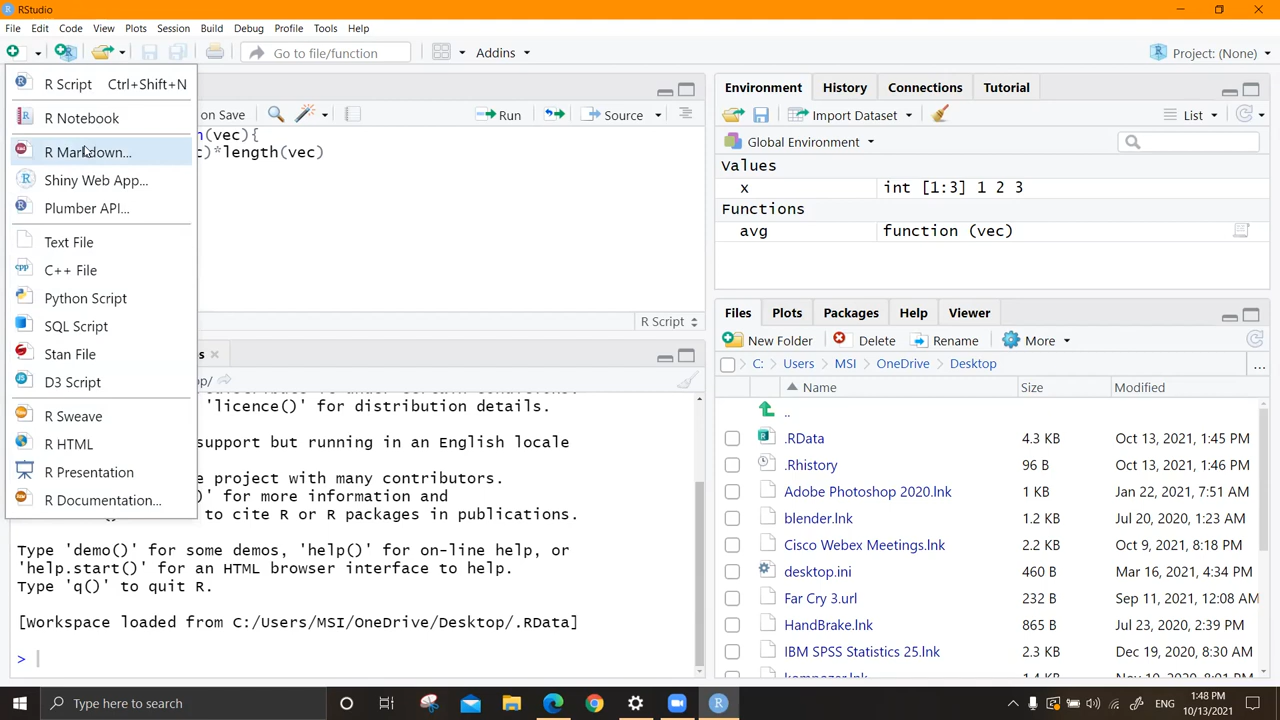 RStudio
File Edit Code View Plots Session Build Debug Profile Tools Help
Go to file/function Addins Project: (None)
R Script Ctrl+Shift+N
R Notebook
R Markdown...
Shiny Web App...
Plumber API...
Text File
C++ File
Python Script
SQL Script
Stan File
D3 Script
R Sweave
R HTML
R Presentation
R Documentation...
on Save Run Source
(vec){
c)*length(vec)
R Script
s
p/
'licence()' for distribution details.
support but running in an English locale
project with many contributors.
' for more information and
to cite R or R packages in publications.
Type 'demo()' for some demos, 'help()' for on-line help, or
'help.start()' for an HTML browser interface to help.
Type 'q()' to quit R.
[Workspace loaded from C:/Users/MSI/OneDrive/Desktop/.RData]
>
Environment History Connections Tutorial
Import Dataset List
Global Environment
Values
x int [1:3] 1 2 3
Functions
avg function (vec)
Files Plots Packages Help Viewer
New Folder Delete Rename More
C: Users MSI OneDrive Desktop ...
Name Size Modified
..
.RData 4.3 KB Oct 13, 2021, 1:45 PM
.Rhistory 96 B Oct 13, 2021, 1:46 PM
Adobe Photoshop 2020.lnk 1 KB Jan 22, 2021, 7:51 AM
blender.lnk 1.2 KB Jul 20, 2020, 1:23 AM
Cisco Webex Meetings.lnk 2.2 KB Oct 9, 2021, 8:18 PM
desktop.ini 460 B Mar 16, 2021, 4:34 PM
Far Cry 3.url 232 B Sep 11, 2021, 12:08 AM
HandBrake.lnk 865 B Jul 23, 2020, 2:39 PM
IBM SPSS Statistics 25.lnk 2.3 KB Dec 19, 2020, 8:30 AM
Type here to search
ENG
1:48 PM
10/13/2021